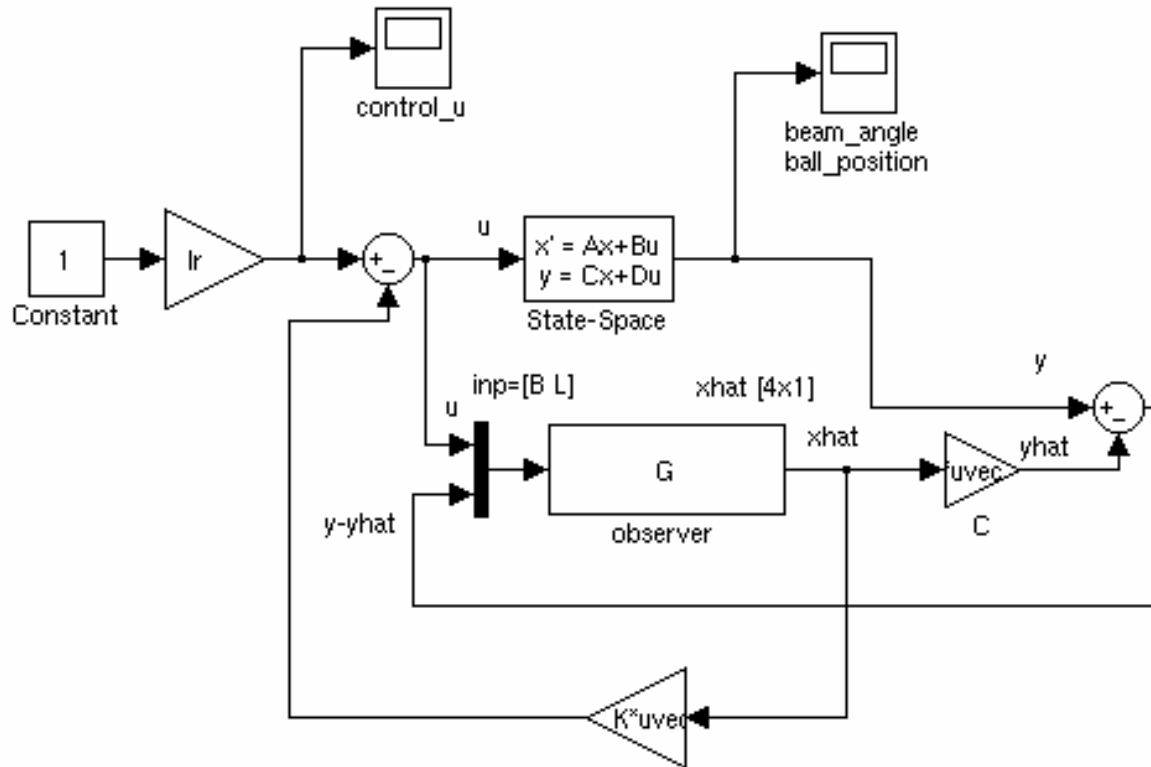 control_u
beam_angle
ball_position
1
Constant
Ir
+
_
u
x' = Ax+Bu
y = Cx+Du
State-Space
y
+
_
inp=[B L]
u
y-yhat
G
observer
xhat [4x1]
xhat
uvec
C
yhat
K*uvec